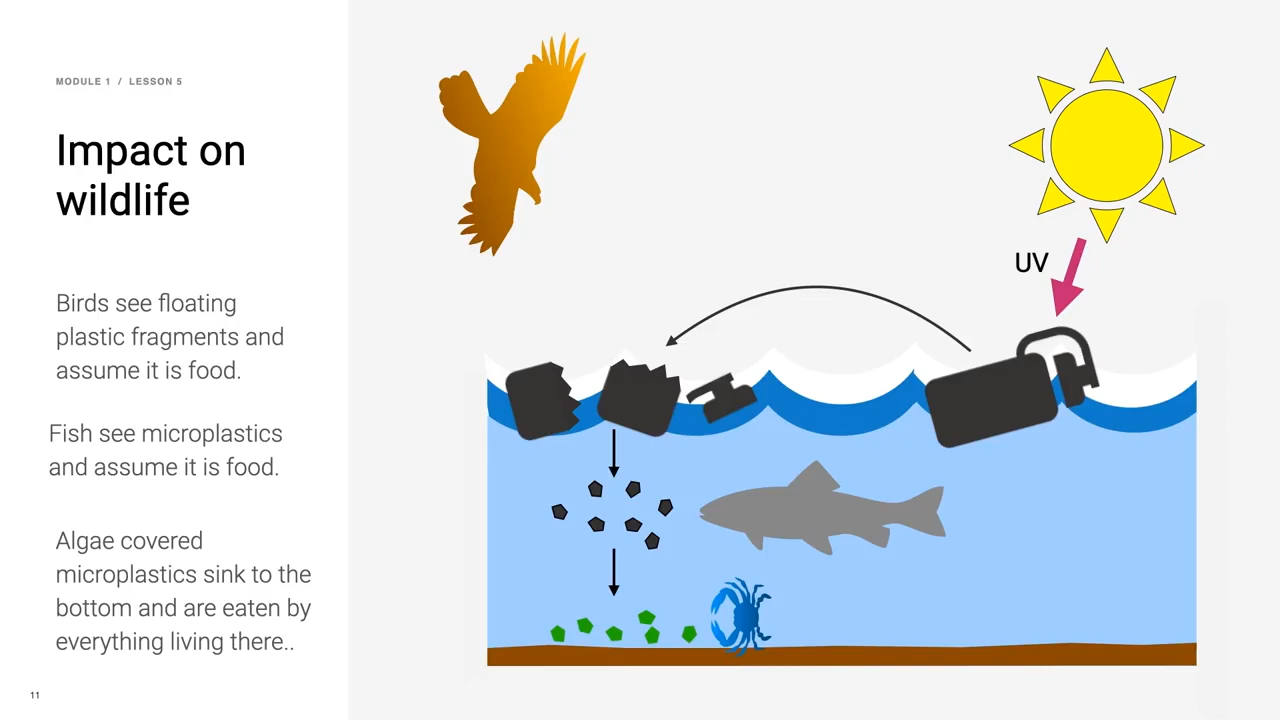 MODULE 1 / LESSON 5
Impact on
wildlife
Birds see floating
plastic fragments and
assume it is food.
Fish see microplastics
and assume it is food.
Algae covered
microplastics sink to the
bottom and are eaten by
everything living there..
11
UV